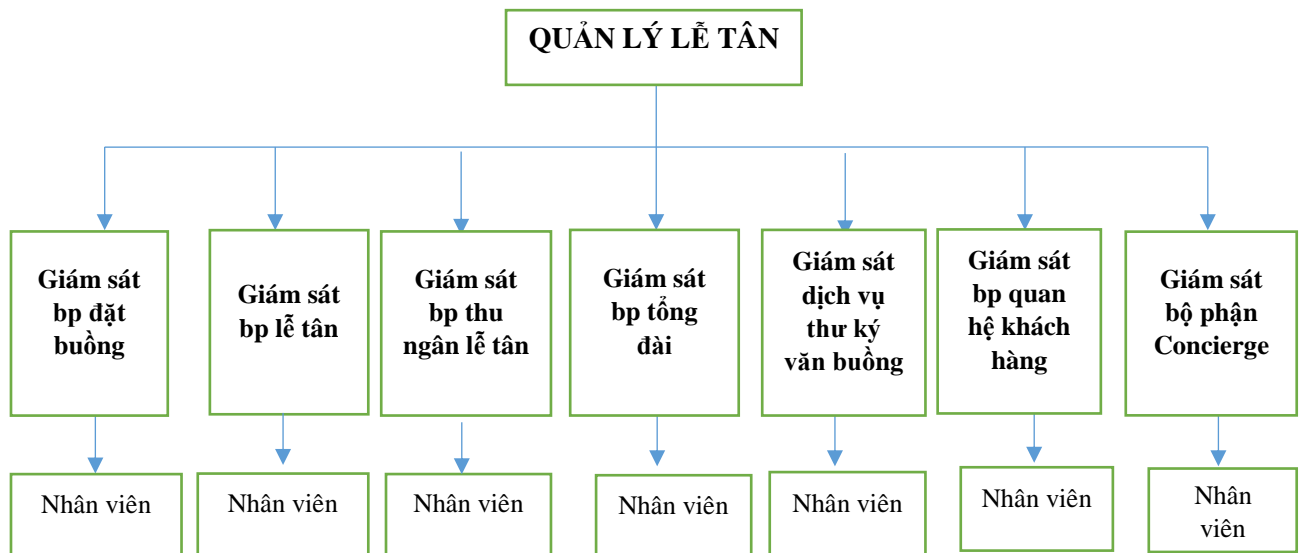 QUẢN LÝ LỄ TÂN
Giám sát
bp đặt
buồng
Giám sát
bp lễ tân
Giám sát
bp thu
ngân lễ tân
Giám sát
bp tổng
đài
Giám sát
dịch vụ
thư ký
văn buồng
Giám sát
bp quan
hệ khách
hàng
Giám sát
bộ phận
Concierge
Nhân viên
Nhân viên
Nhân viên
Nhân viên
Nhân viên
Nhân viên
Nhân
viên